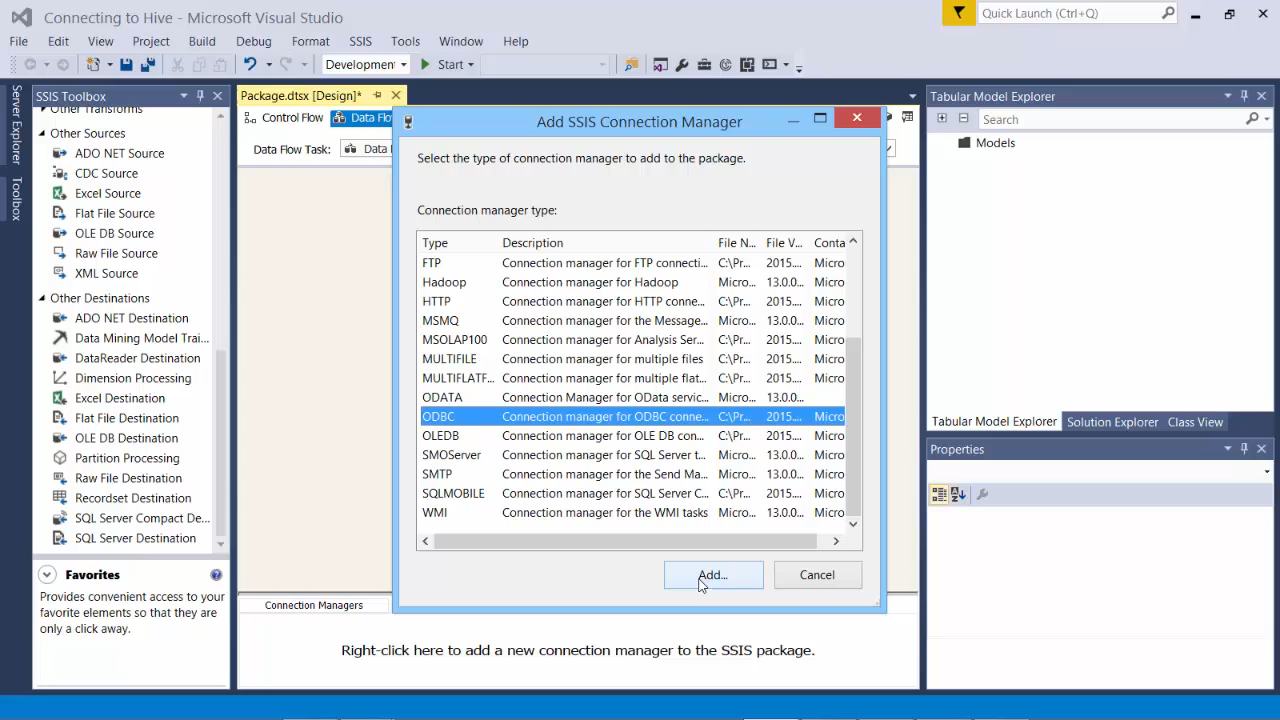 Connecting to Hive - Microsoft Visual Studio
Quick Launch (Ctrl+Q)
File Edit View Project Build Debug Format SSIS Tools Window Help
Development Start
Server Explorer
Toolbox
SSIS Toolbox
Other Transforms
Other Sources
ADO NET Source
CDC Source
Excel Source
Flat File Source
OLE DB Source
Raw File Source
XML Source
Other Destinations
ADO NET Destination
Data Mining Model Trai...
DataReader Destination
Dimension Processing
Excel Destination
Flat File Destination
OLE DB Destination
Partition Processing
Raw File Destination
Recordset Destination
SQL Server Compact De...
SQL Server Destination
Favorites
Provides convenient access to your
favorite elements so that they are
only a click away.
Package.dtsx [Design]*
Control Flow Data Flo
Data Flow Task: Data
Add SSIS Connection Manager
Select the type of connection manager to add to the package.
Connection manager type:
Type Description File N... File V... Conta
FTP Connection manager for FTP connecti... C:\Pr... 2015.... Micro
Hadoop Connection manager for Hadoop Micro... 13.0.0... Micro
HTTP Connection manager for HTTP conne... C:\Pr... 2015.... Micro
MSMQ Connection manager for the Message... Micro... 13.0.0... Micro
MSOLAP100 Connection manager for Analysis Ser... C:\Pr... 2015.... Micro
MULTIFILE Connection manager for multiple files C:\Pr... 2015.... Micro
MULTIFLATF... Connection manager for multiple flat... C:\Pr... 2015.... Micro
ODATA Connection manager for OData servic... C:\Pr... 2015....
ODBC Connection manager for ODBC conne... C:\Pr... 2015.... Micro
OLEDB Connection manager for OLE DB con... C:\Pr... 2015.... Micro
SMOServer Connection manager for SQL Server t... Micro... 13.0.0... Micro
SMTP Connection manager for the Send Ma... Micro... 13.0.0... Micro
SQLMOBILE Connection manager for SQL Server C... C:\Pr... 2015.... Micro
WMI Connection manager for the WMI tasks Micro... 13.0.0... Micro
Add... Cancel
Connection Managers
Right-click here to add a new connection manager to the SSIS package.
Tabular Model Explorer
Search
Models
Tabular Model Explorer Solution Explorer Class View
Properties